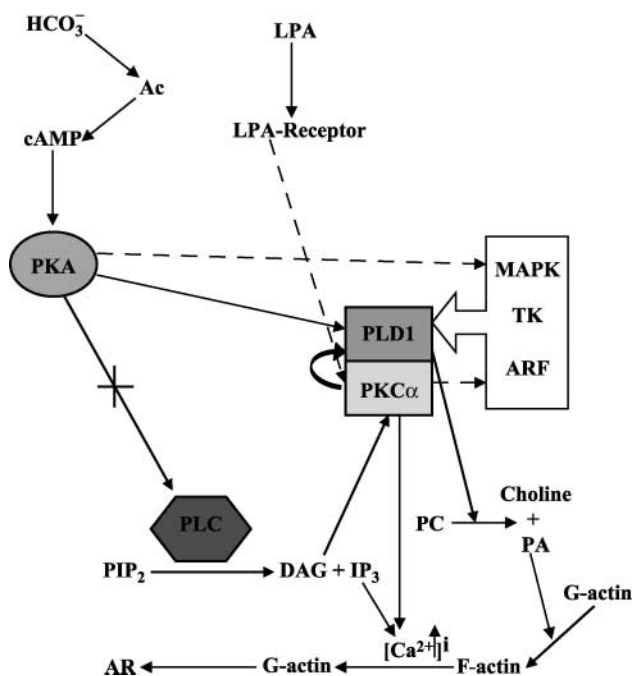 HCO₃⁻
LPA
Ac
cAMP
LPA-Receptor
PKA
MAPK
TK
ARF
PLD1
PKCα
PLC
Choline
PC
+
PA
PIP₂
DAG + IP₃
G-actin
[Ca²⁺]i
AR
G-actin
F-actin